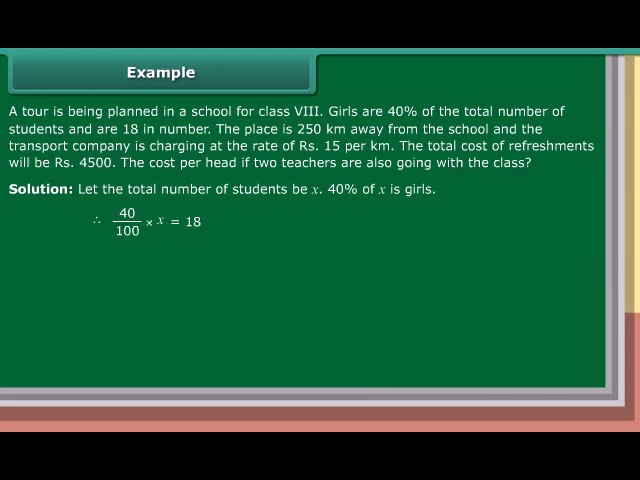 Example
A tour is being planned in a school for class VIII. Girls are 40% of the total number of
students and are 18 in number. The place is 250 km away from the school and the
transport company is charging at the rate of Rs. 15 per km. The total cost of refreshments
will be Rs. 4500. The cost per head if two teachers are also going with the class?
Solution: Let the total number of students be x. 40% of x is girls.
∴ 40/100 × x = 18